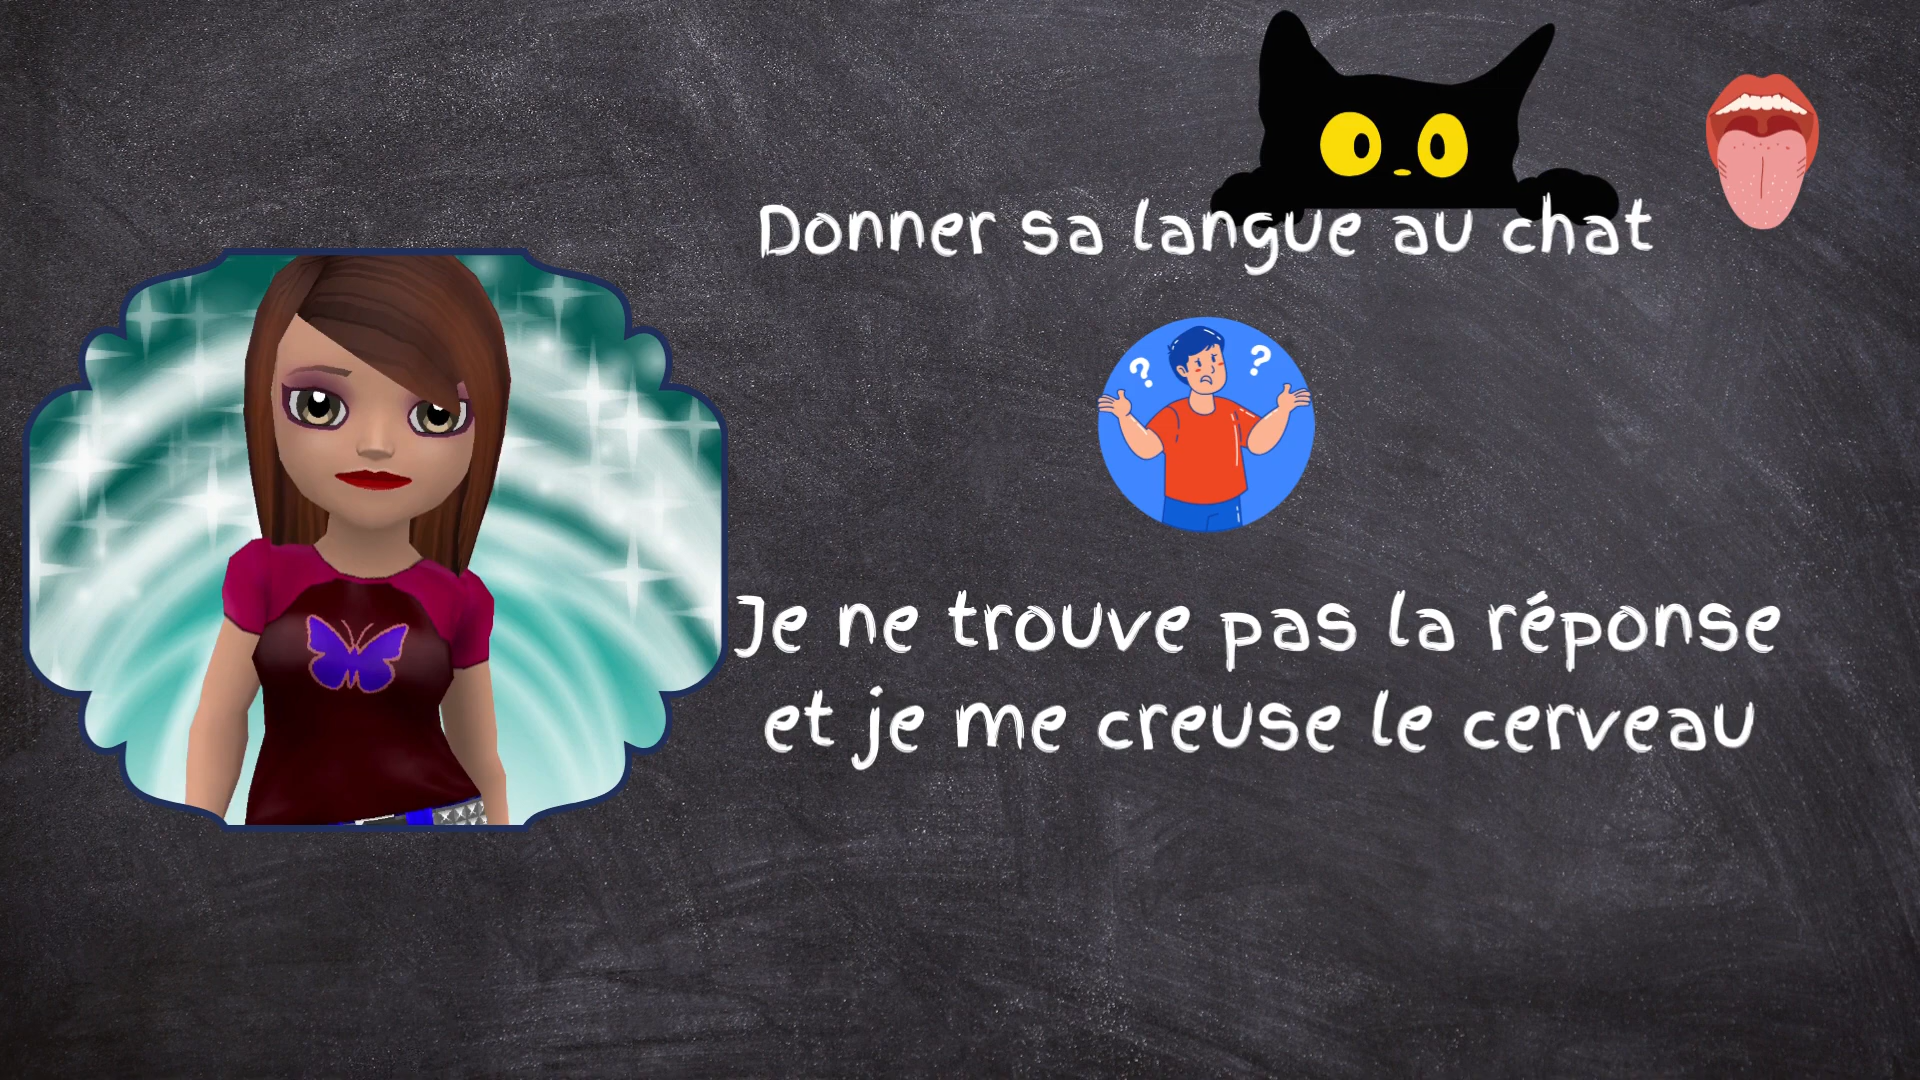 Donner sa langue au chat
? ?
Je ne trouve pas la réponse
et je me creuse le cerveau